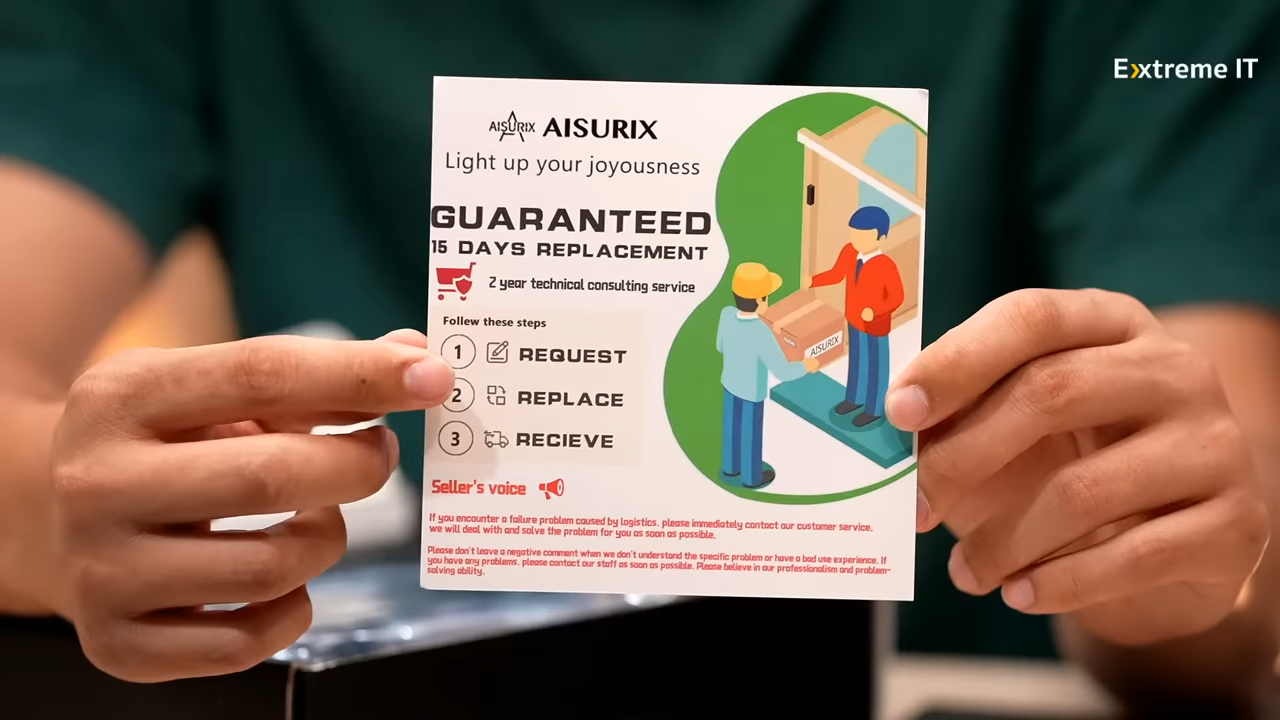 Extreme IT
AISURIX AISURIX
Light up your joyousness
GUARANTEED
15 DAYS REPLACEMENT
2 year technical consulting service
Follow these steps
1 REQUEST
2 REPLACE
3 RECIEVE
AISURIX
Seller's voice
If you encounter a failure problem caused by logistics, please immediately contact our customer service,
we will deal with and solve the problem for you as soon as possible.
Please don't leave a negative comment when we don't understand the specific problem or have a bad use experience. If
you have any problems, please contact our staff as soon as possible. Please believe in our professionalism and problem-
solving ability.